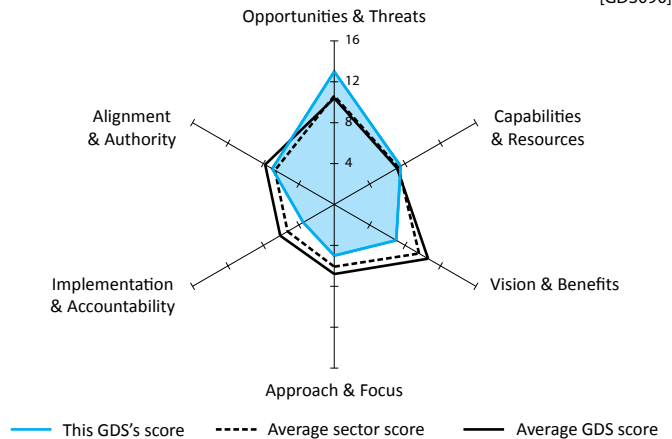 Opportunities & Threats
16
12
8
4
Capabilities
& Resources
Vision & Benefits
Approach & Focus
Implementation
& Accountability
Alignment
& Authority
This GDS's score
Average sector score
Average GDS score